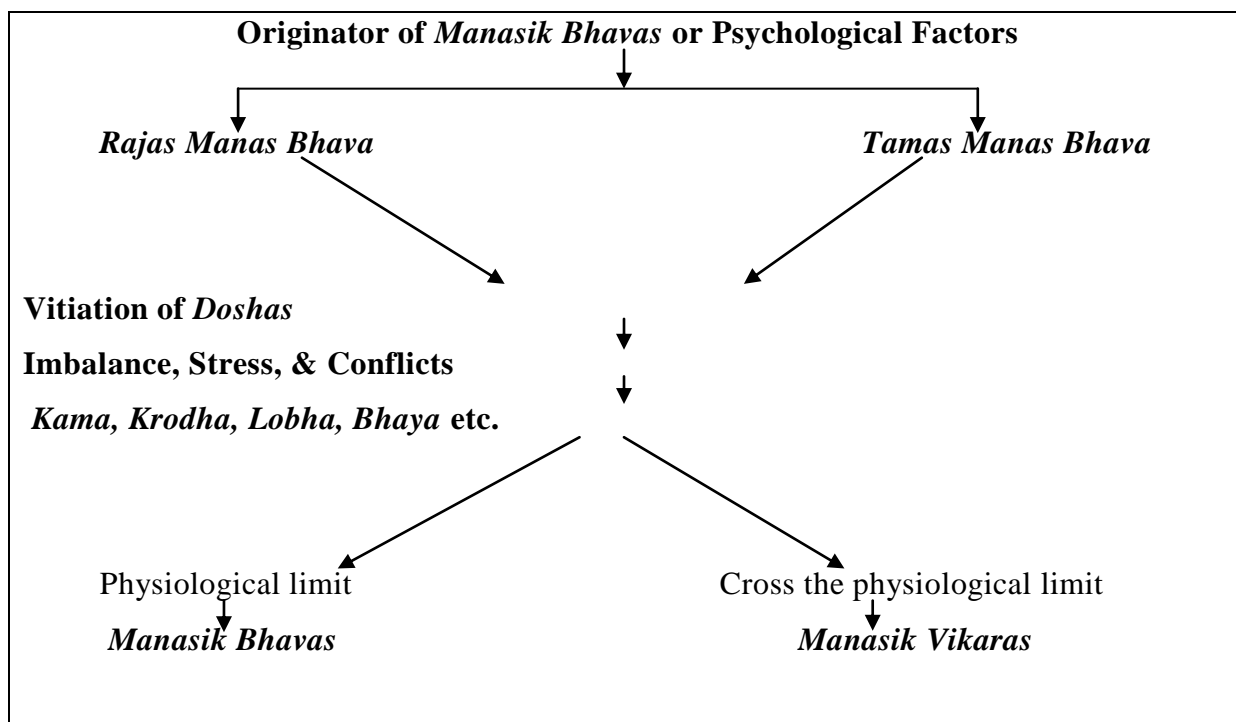 Originator of Manasik Bhavas or Psychological Factors
Rajas Manas Bhava
Tamas Manas Bhava
Vitiation of Doshas
Imbalance, Stress, & Conflicts
Kama, Krodha, Lobha, Bhaya etc.
Physiological limit
Cross the physiological limit
Manasik Bhavas
Manasik Vikaras